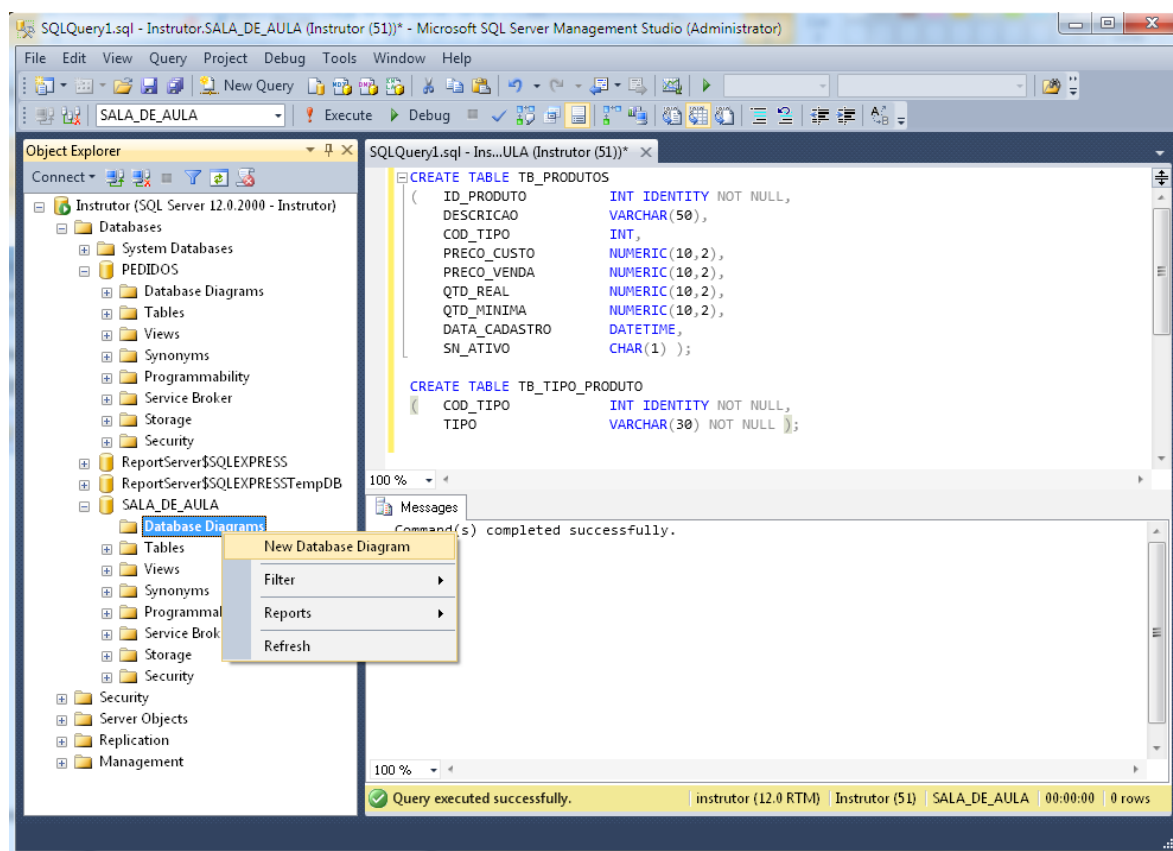 SQLQuery1.sql - Instrutor.SALA_DE_AULA (Instrutor (51))* - Microsoft SQL Server Management Studio (Administrator)
File Edit View Query Project Debug Tools Window Help
New Query
SALA_DE_AULA Execute Debug
Object Explorer
Connect
Instrutor (SQL Server 12.0.2000 - Instrutor)
Databases
System Databases
PEDIDOS
Database Diagrams
Tables
Views
Synonyms
Programmability
Service Broker
Storage
Security
ReportServer$SQLEXPRESS
ReportServer$SQLEXPRESSTempDB
SALA_DE_AULA
Database Diagrams
Tables
Views
Synonyms
Programmal
Service Brok
Storage
Security
Security
Server Objects
Replication
Management
New Database Diagram
Filter
Reports
Refresh
SQLQuery1.sql - Ins...ULA (Instrutor (51))*
CREATE TABLE TB_PRODUTOS
( ID_PRODUTO INT IDENTITY NOT NULL,
DESCRICAO VARCHAR(50),
COD_TIPO INT,
PRECO_CUSTO NUMERIC(10,2),
PRECO_VENDA NUMERIC(10,2),
QTD_REAL NUMERIC(10,2),
QTD_MINIMA NUMERIC(10,2),
DATA_CADASTRO DATETIME,
SN_ATIVO CHAR(1) );
CREATE TABLE TB_TIPO_PRODUTO
( COD_TIPO INT IDENTITY NOT NULL,
TIPO VARCHAR(30) NOT NULL );
100 %
Messages
Command(s) completed successfully.
100 %
Query executed successfully. instrutor (12.0 RTM) Instrutor (51) SALA_DE_AULA 00:00:00 0 rows